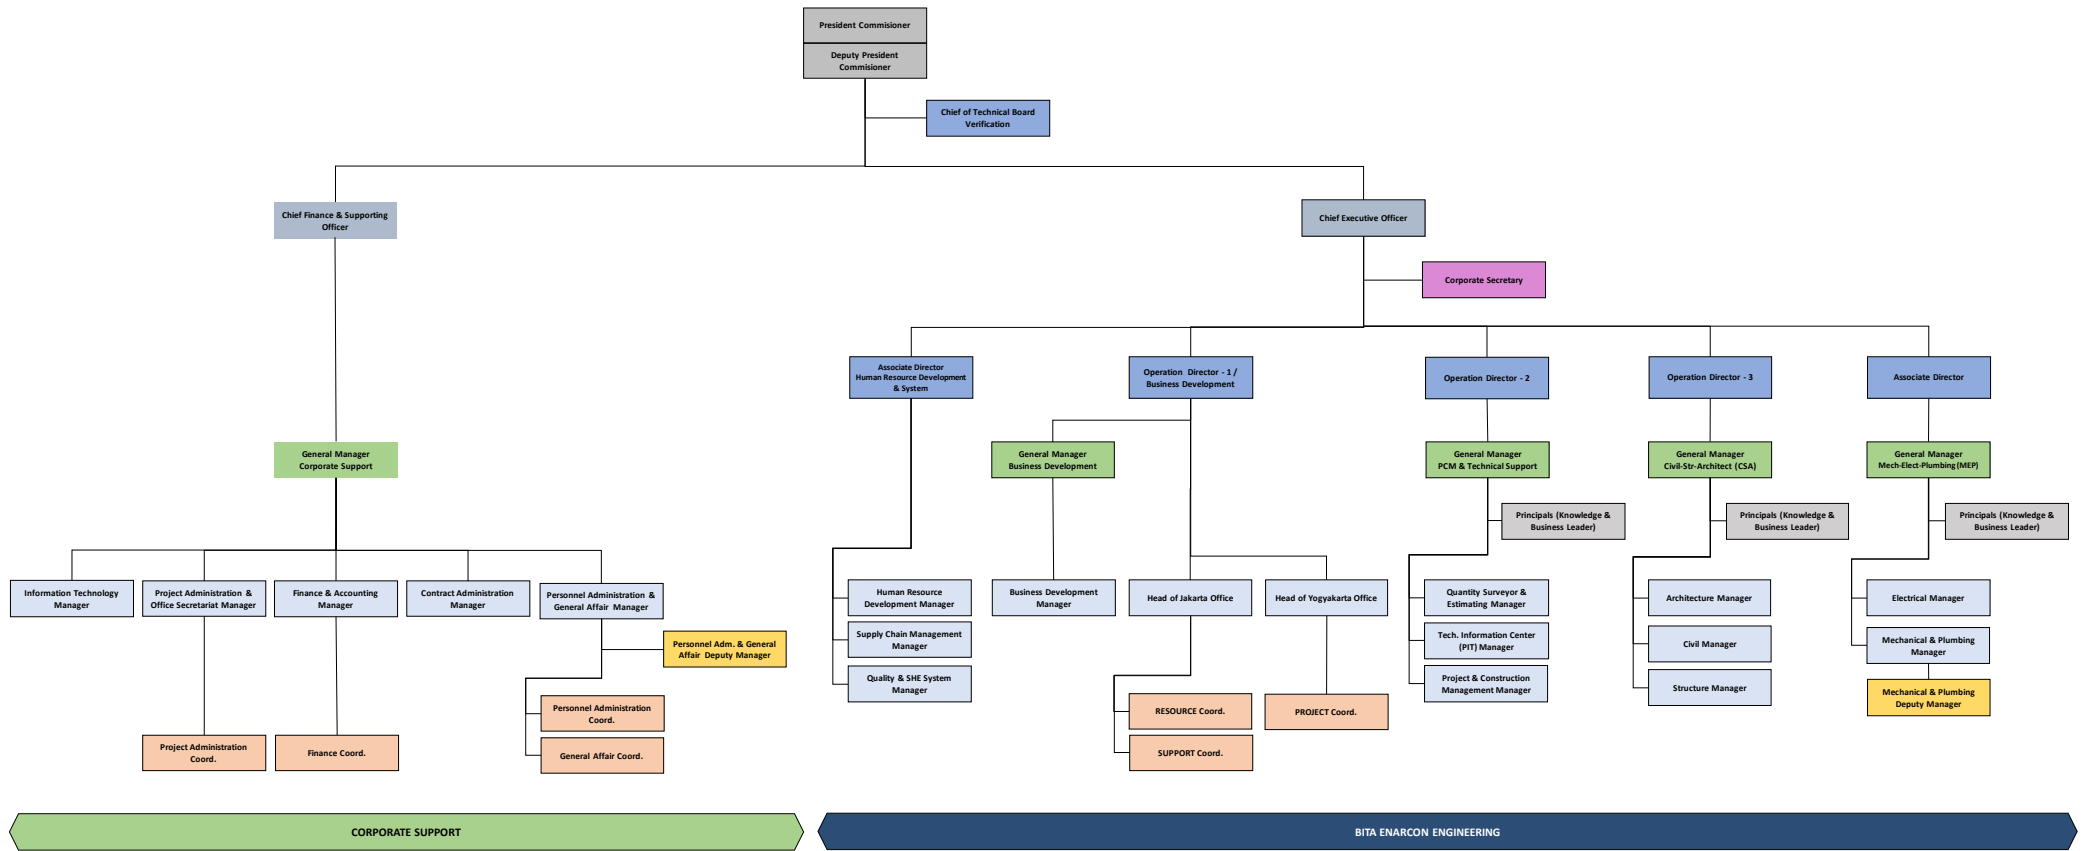 President Commisioner
Deputy President
Commisioner
Chief of Technical Board
Verification
Chief Finance & Supporting
Officer
Chief Executive Officer
Corporate Secretary
Associate Director
Human Resource Development
& System
Operation Director - 1 /
Business Development
Operation Director - 2
Operation Director - 3
Associate Director
General Manager
Corporate Support
General Manager
Business Development
General Manager
PCM & Technical Support
General Manager
Civil-Str-Architect (CSA)
General Manager
Mech-Elect-Plumbing (MEP)
Principals (Knowledge &
Business Leader)
Principals (Knowledge &
Business Leader)
Principals (Knowledge &
Business Leader)
Information Technology
Manager
Project Administration &
Office Secretariat Manager
Finance & Accounting
Manager
Contract Administration
Manager
Personnel Administration &
General Affair Manager
Human Resource
Development Manager
Business Development
Manager
Head of Jakarta Office
Head of Yogyakarta Office
Quantity Surveyor &
Estimating Manager
Architecture Manager
Electrical Manager
Personnel Adm. & General
Affair Deputy Manager
Supply Chain Management
Manager
Tech. Information Center
(PIT) Manager
Civil Manager
Mechanical & Plumbing
Manager
Quality & SHE System
Manager
Project & Construction
Management Manager
Structure Manager
Mechanical & Plumbing
Deputy Manager
Personnel Administration
Coord.
RESOURCE Coord.
PROJECT Coord.
Project Administration
Coord.
Finance Coord.
General Affair Coord.
SUPPORT Coord.
CORPORATE SUPPORT
BITA ENARCON ENGINEERING